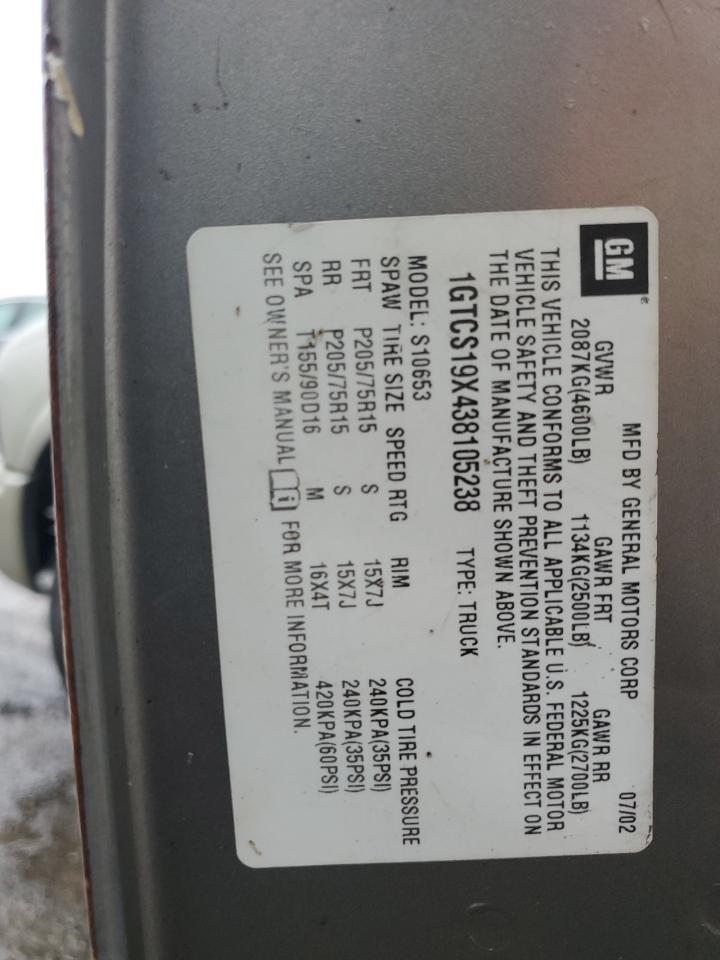 GM
MFD BY GENERAL MOTORS CORP 07/02
GVWR GAWR FRT GAWR RR
2087KG(4600LB) 1134KG(2500LB) 1225KG(2700LB)
THIS VEHICLE CONFORMS TO ALL APPLICABLE U.S. FEDERAL MOTOR
VEHICLE SAFETY AND THEFT PREVENTION STANDARDS IN EFFECT ON
THE DATE OF MANUFACTURE SHOWN ABOVE.
1GTCS19X438105238 TYPE: TRUCK
MODEL: S10653
SPAW TIRE SIZE SPEED RTG RIM COLD TIRE PRESSURE
FRT P205/75R15 S 15X7J 240KPA(35PSI)
RR P205/75R15 S 15X7J 240KPA(35PSI)
SPA T155/90D16 M 16X4T 420KPA(60PSI)
SEE OWNER'S MANUAL i FOR MORE INFORMATION.